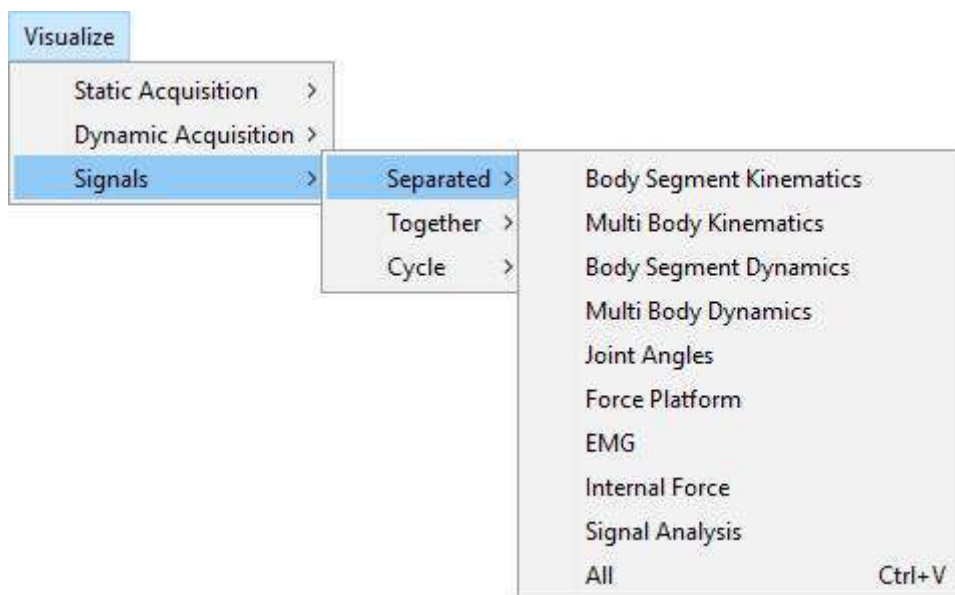 Visualize
Static Acquisition >
Dynamic Acquisition >
Signals >
Separated >
Together >
Cycle >
Body Segment Kinematics
Multi Body Kinematics
Body Segment Dynamics
Multi Body Dynamics
Joint Angles
Force Platform
EMG
Internal Force
Signal Analysis
All Ctrl+V